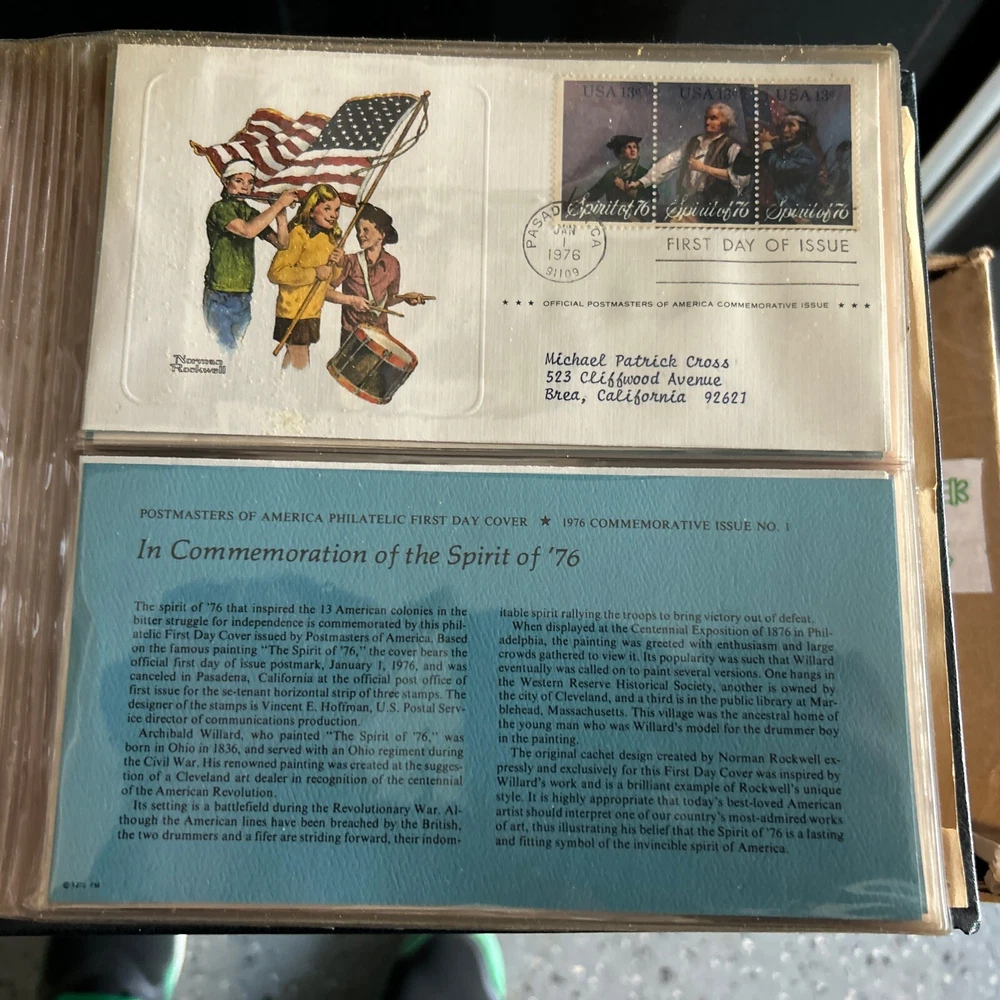 USA 13c USA 13c USA 13c
Spirit of 76 Spirit of 76 Spirit of 76
PASAD CA
JAN
1
1976
91109
FIRST DAY OF ISSUE
★ ★ ★ OFFICIAL POSTMASTERS OF AMERICA COMMEMORATIVE ISSUE ★ ★ ★
Norman
Rockwell
Michael Patrick Cross
523 Cliffwood Avenue
Brea, California 92621
POSTMASTERS OF AMERICA PHILATELIC FIRST DAY COVER ★ 1976 COMMEMORATIVE ISSUE NO. 1
In Commemoration of the Spirit of '76
The spirit of '76 that inspired the 13 American colonies in the
bitter struggle for independence is commemorated by this phil-
atelic First Day Cover issued by Postmasters of America. Based
on the famous painting "The Spirit of '76," the cover bears the
official first day of issue postmark, January 1, 1976, and was
canceled in Pasadena, California at the official post office of
first issue for the se-tenant horizontal strip of three stamps. The
designer of the stamps is Vincent E. Hoffman, U.S. Postal Serv-
ice director of communications production.
Archibald Willard, who painted "The Spirit of '76," was
born in Ohio in 1836, and served with an Ohio regiment during
the Civil War. His renowned painting was created at the sugges-
tion of a Cleveland art dealer in recognition of the centennial
of the American Revolution.
Its setting is a battlefield during the Revolutionary War. Al-
though the American lines have been breached by the British,
the two drummers and a fifer are striding forward, their indom-
itable spirit rallying the troops to bring victory out of defeat.
When displayed at the Centennial Exposition of 1876 in Phil-
adelphia, the painting was greeted with enthusiasm and large
crowds gathered to view it. Its popularity was such that Willard
eventually was called on to paint several versions. One hangs in
the Western Reserve Historical Society, another is owned by
the city of Cleveland, and a third is in the public library at Mar-
blehead, Massachusetts. This village was the ancestral home of
the young man who was Willard's model for the drummer boy
in the painting.
The original cachet design created by Norman Rockwell ex-
pressly and exclusively for this First Day Cover was inspired by
Willard's work and is a brilliant example of Rockwell's unique
style. It is highly appropriate that today's best-loved American
artist should interpret one of our country's most-admired works
of art, thus illustrating his belief that the Spirit of '76 is a lasting
and fitting symbol of the invincible spirit of America.